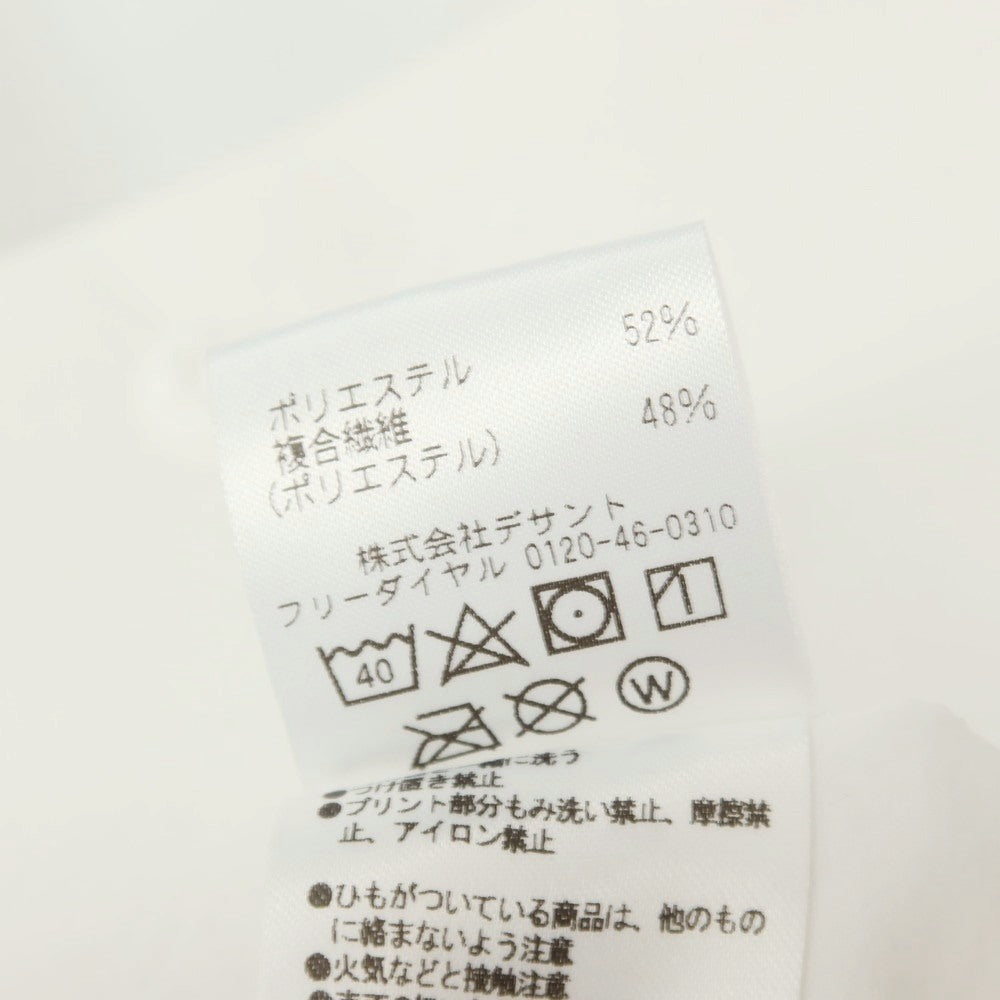 ポリエステル 52%
複合繊維 48%
(ポリエステル)
株式会社デサント
フリーダイヤル 0120-46-0310
40
W
に洗う
つけ置き禁止
●プリント部分もみ洗い禁止、摩擦禁
止、アイロン禁止
●ひもがついている商品は、他のもの
に絡まないよう注意
●火気などと接触注意